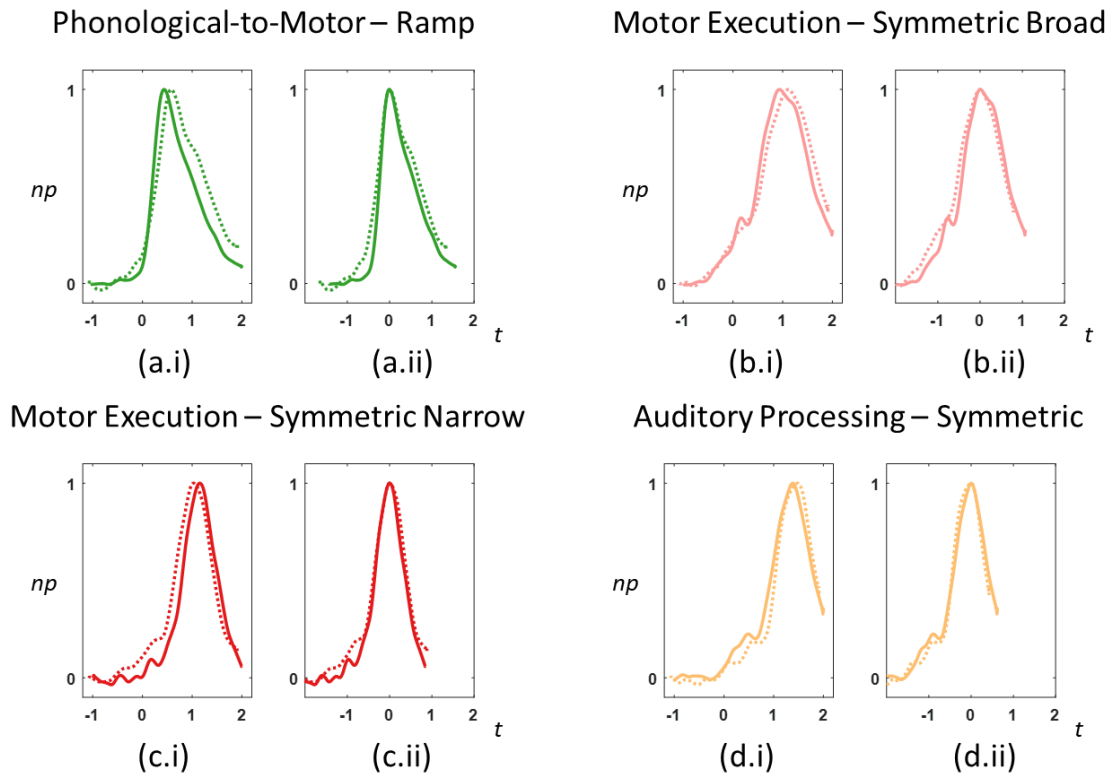 Phonological-to-Motor – Ramp
Motor Execution – Symmetric Broad
1
np
0
-1 0 1 2
1
0
-1 0 1 2
t
(a.i)
(a.ii)
1
np
0
-1 0 1 2
1
0
-1 0 1 2
t
(b.i)
(b.ii)
Motor Execution – Symmetric Narrow
Auditory Processing – Symmetric
1
np
0
-1 0 1 2
1
0
-1 0 1 2
t
(c.i)
(c.ii)
1
np
0
-1 0 1 2
1
0
-1 0 1 2
t
(d.i)
(d.ii)